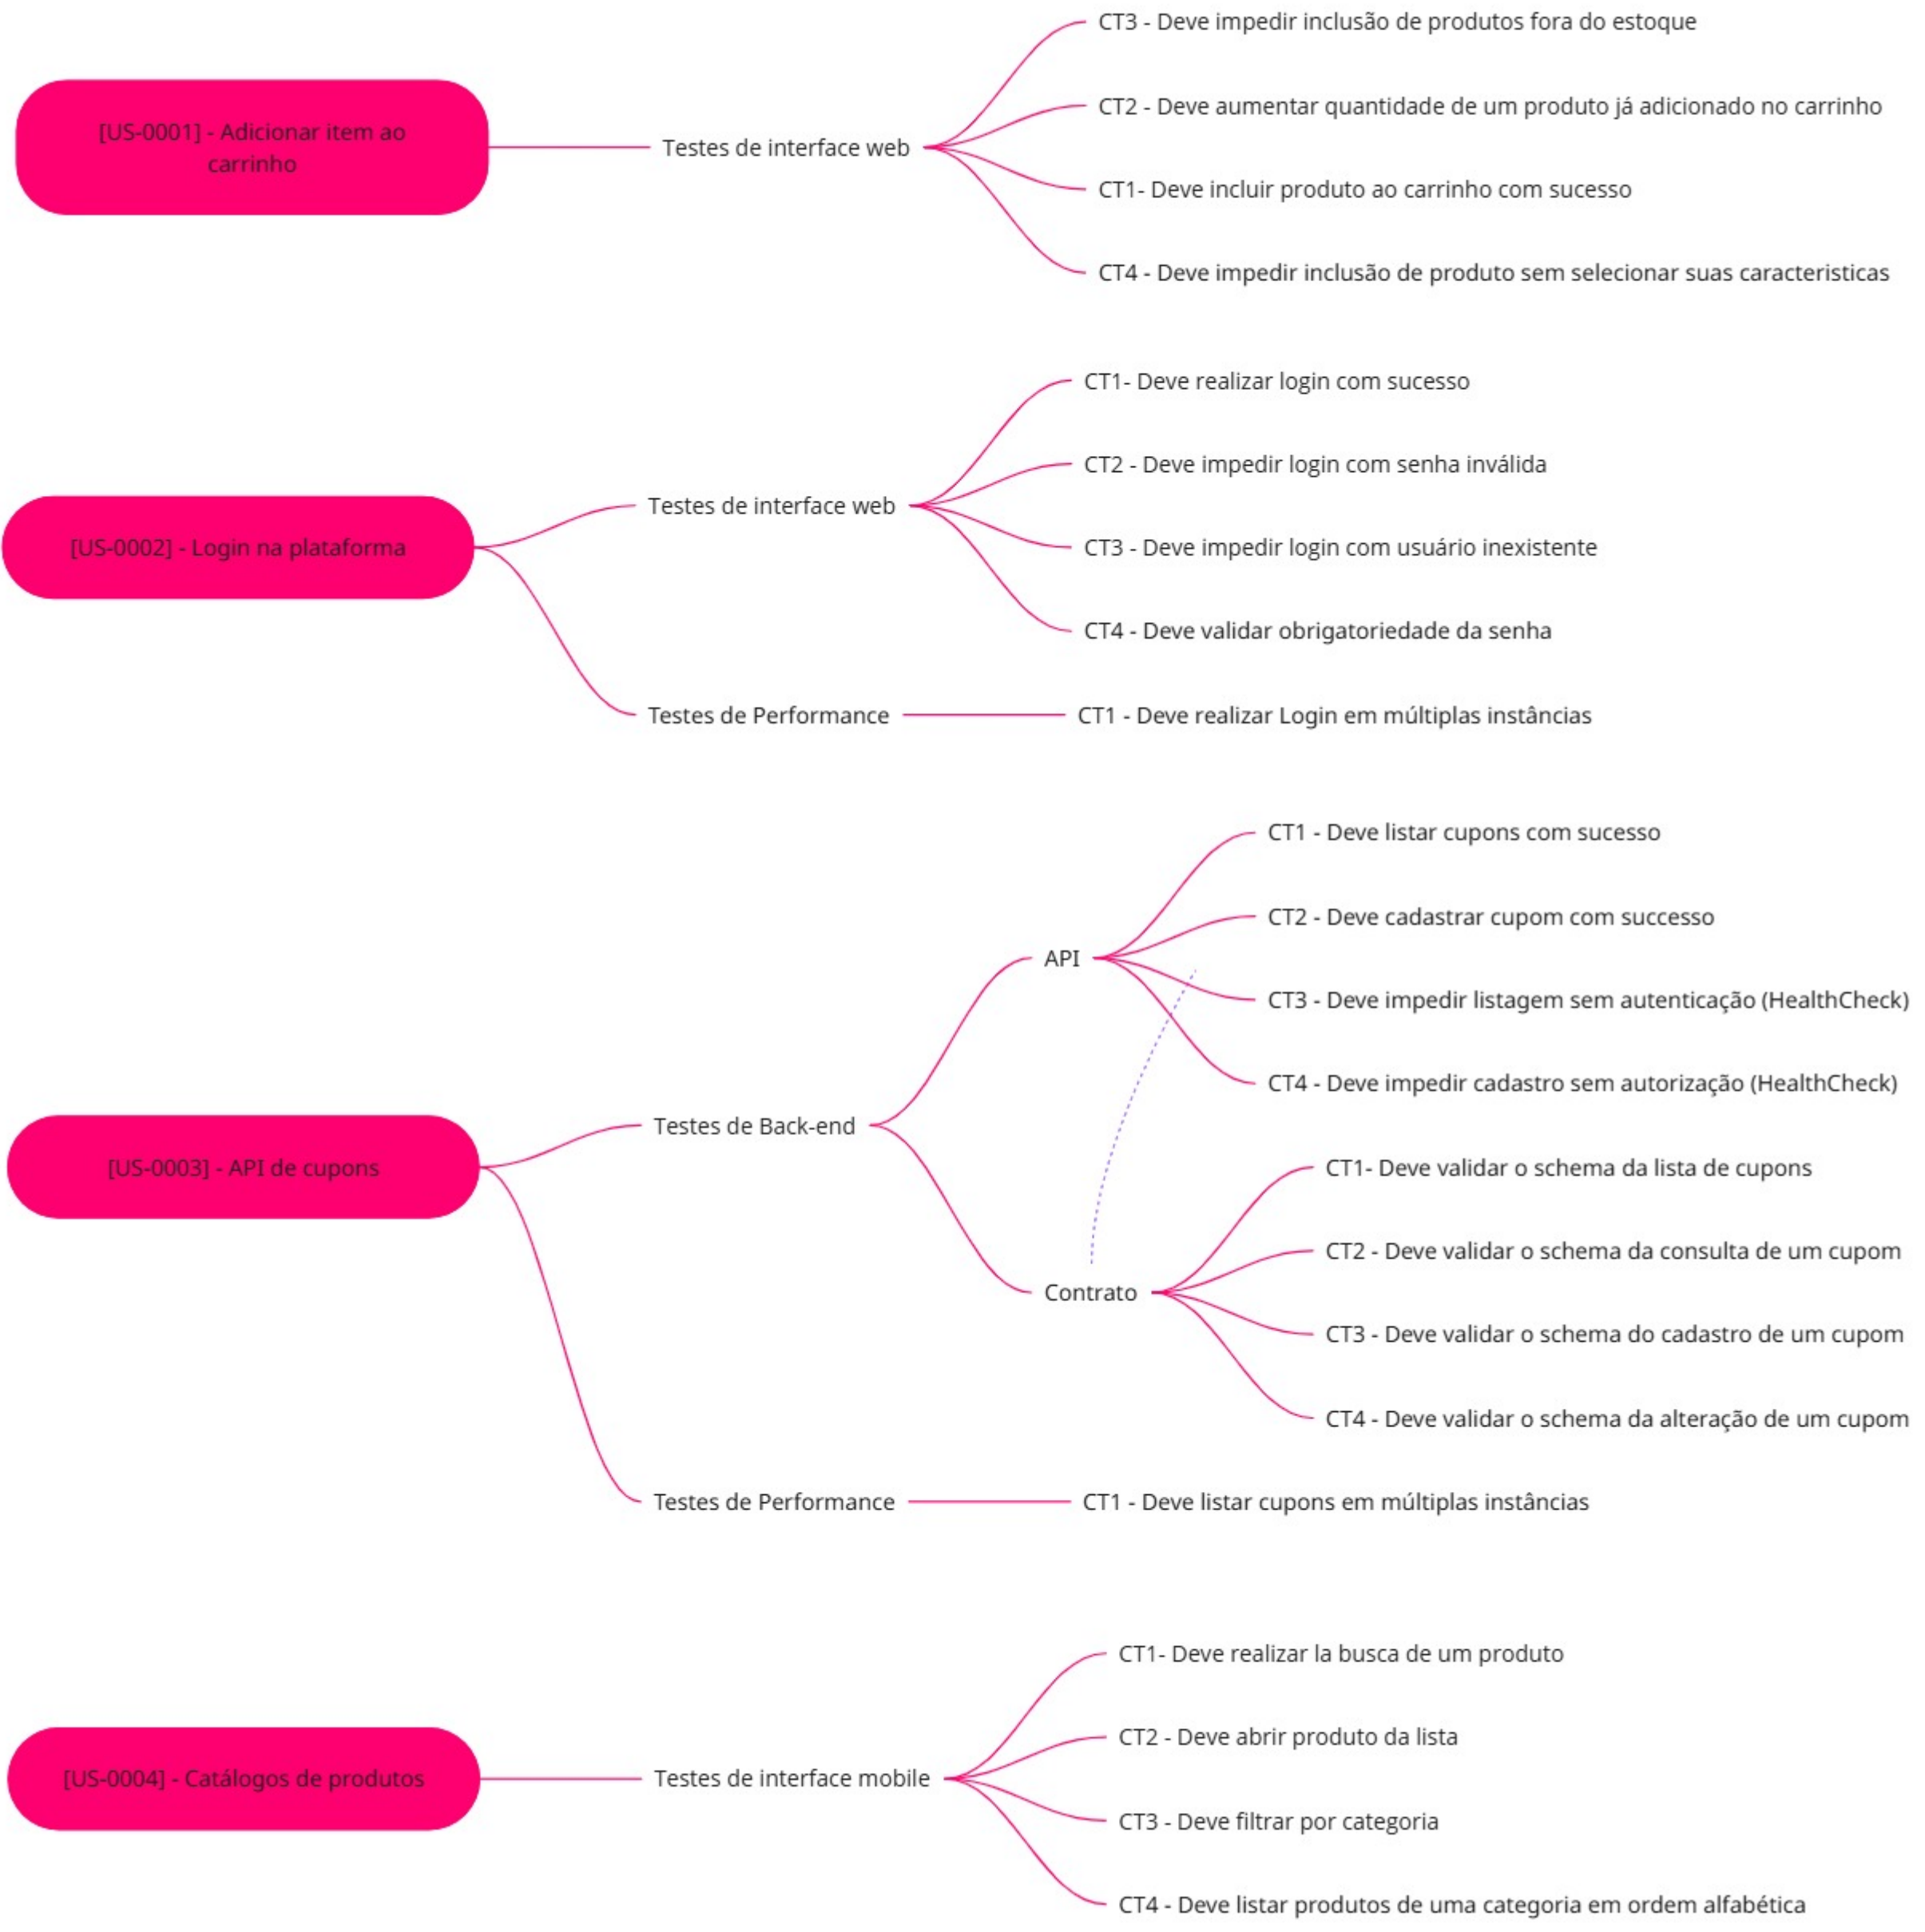 CT3 - Deve impedir inclusão de produtos fora do estoque
CT2 - Deve aumentar quantidade de um produto já adicionado no carrinho
[US-0001] - Adicionar item ao
carrinho
Testes de interface web
CT1- Deve incluir produto ao carrinho com sucesso
CT4 - Deve impedir inclusão de produto sem selecionar suas caracteristicas
CT1- Deve realizar login com sucesso
CT2 - Deve impedir login com senha inválida
Testes de interface web
[US-0002] - Login na plataforma
CT3 - Deve impedir login com usuário inexistente
CT4 - Deve validar obrigatoriedade da senha
Testes de Performance
CT1 - Deve realizar Login em múltiplas instâncias
CT1 - Deve listar cupons com sucesso
CT2 - Deve cadastrar cupom com successo
API
CT3 - Deve impedir listagem sem autenticação (HealthCheck)
CT4 - Deve impedir cadastro sem autorização (HealthCheck)
Testes de Back-end
[US-0003] - API de cupons
CT1- Deve validar o schema da lista de cupons
CT2 - Deve validar o schema da consulta de um cupom
Contrato
CT3 - Deve validar o schema do cadastro de um cupom
CT4 - Deve validar o schema da alteração de um cupom
Testes de Performance
CT1 - Deve listar cupons em múltiplas instâncias
CT1- Deve realizar la busca de um produto
CT2 - Deve abrir produto da lista
[US-0004] - Catálogos de produtos
Testes de interface mobile
CT3 - Deve filtrar por categoria
CT4 - Deve listar produtos de uma categoria em ordem alfabética